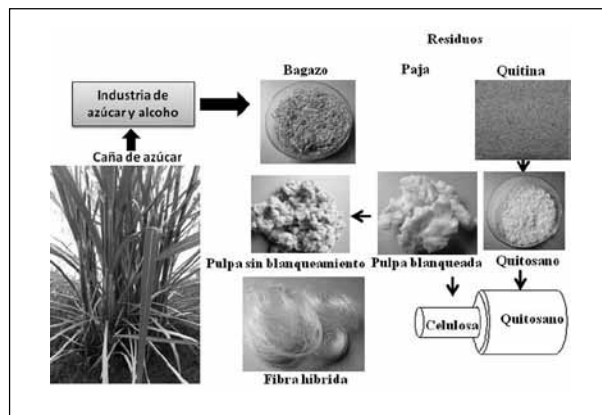 Residuos
Bagazo
Paja
Quitina
Industria de
azúcar y alcoho
Caña de azúcar
Pulpa sin blanqueamiento
Pulpa blanqueada
Quitosano
Celulosa
Quitosano
Fibra híbrida